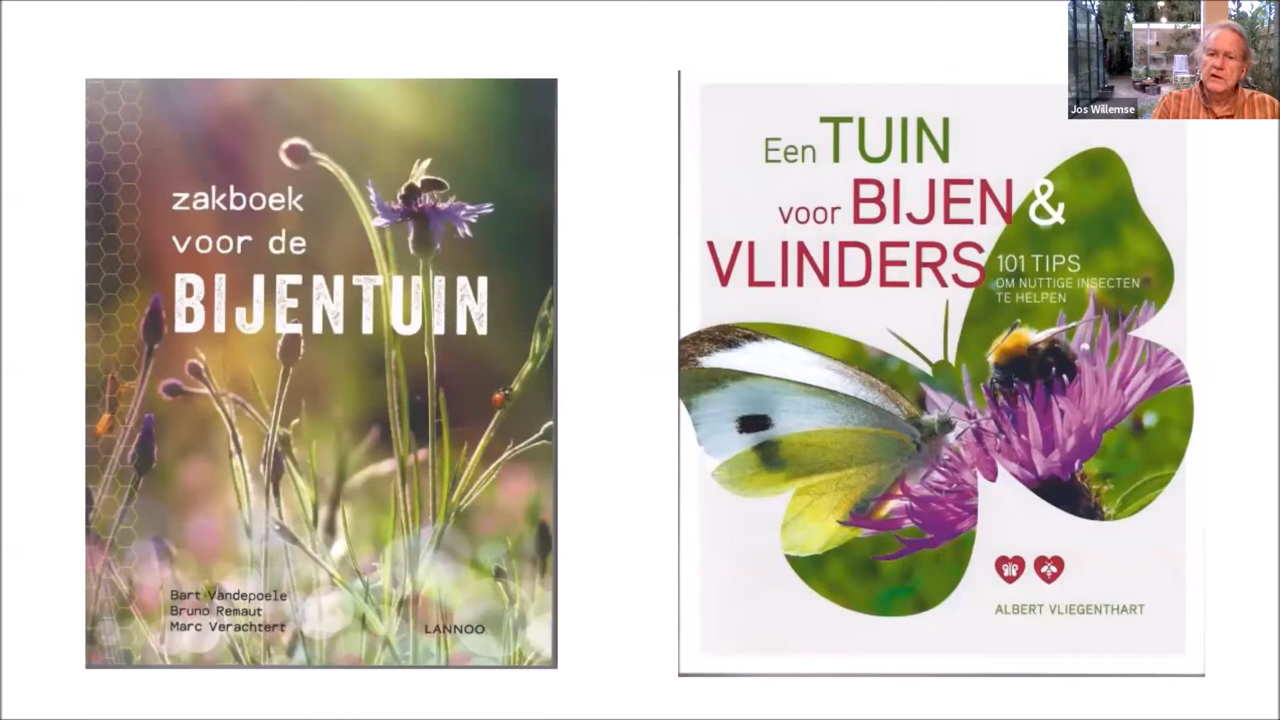 zakboek
voor de
BIJENTUIN
Bart Vandepoele
Bruno Remaut
Marc Verachtert
LANNOO
Een TUIN
voor BIJEN &
VLINDERS
101 TIPS
OM NUTTIGE INSECTEN
TE HELPEN
ALBERT VLIEGENTHART
Jos Willemse